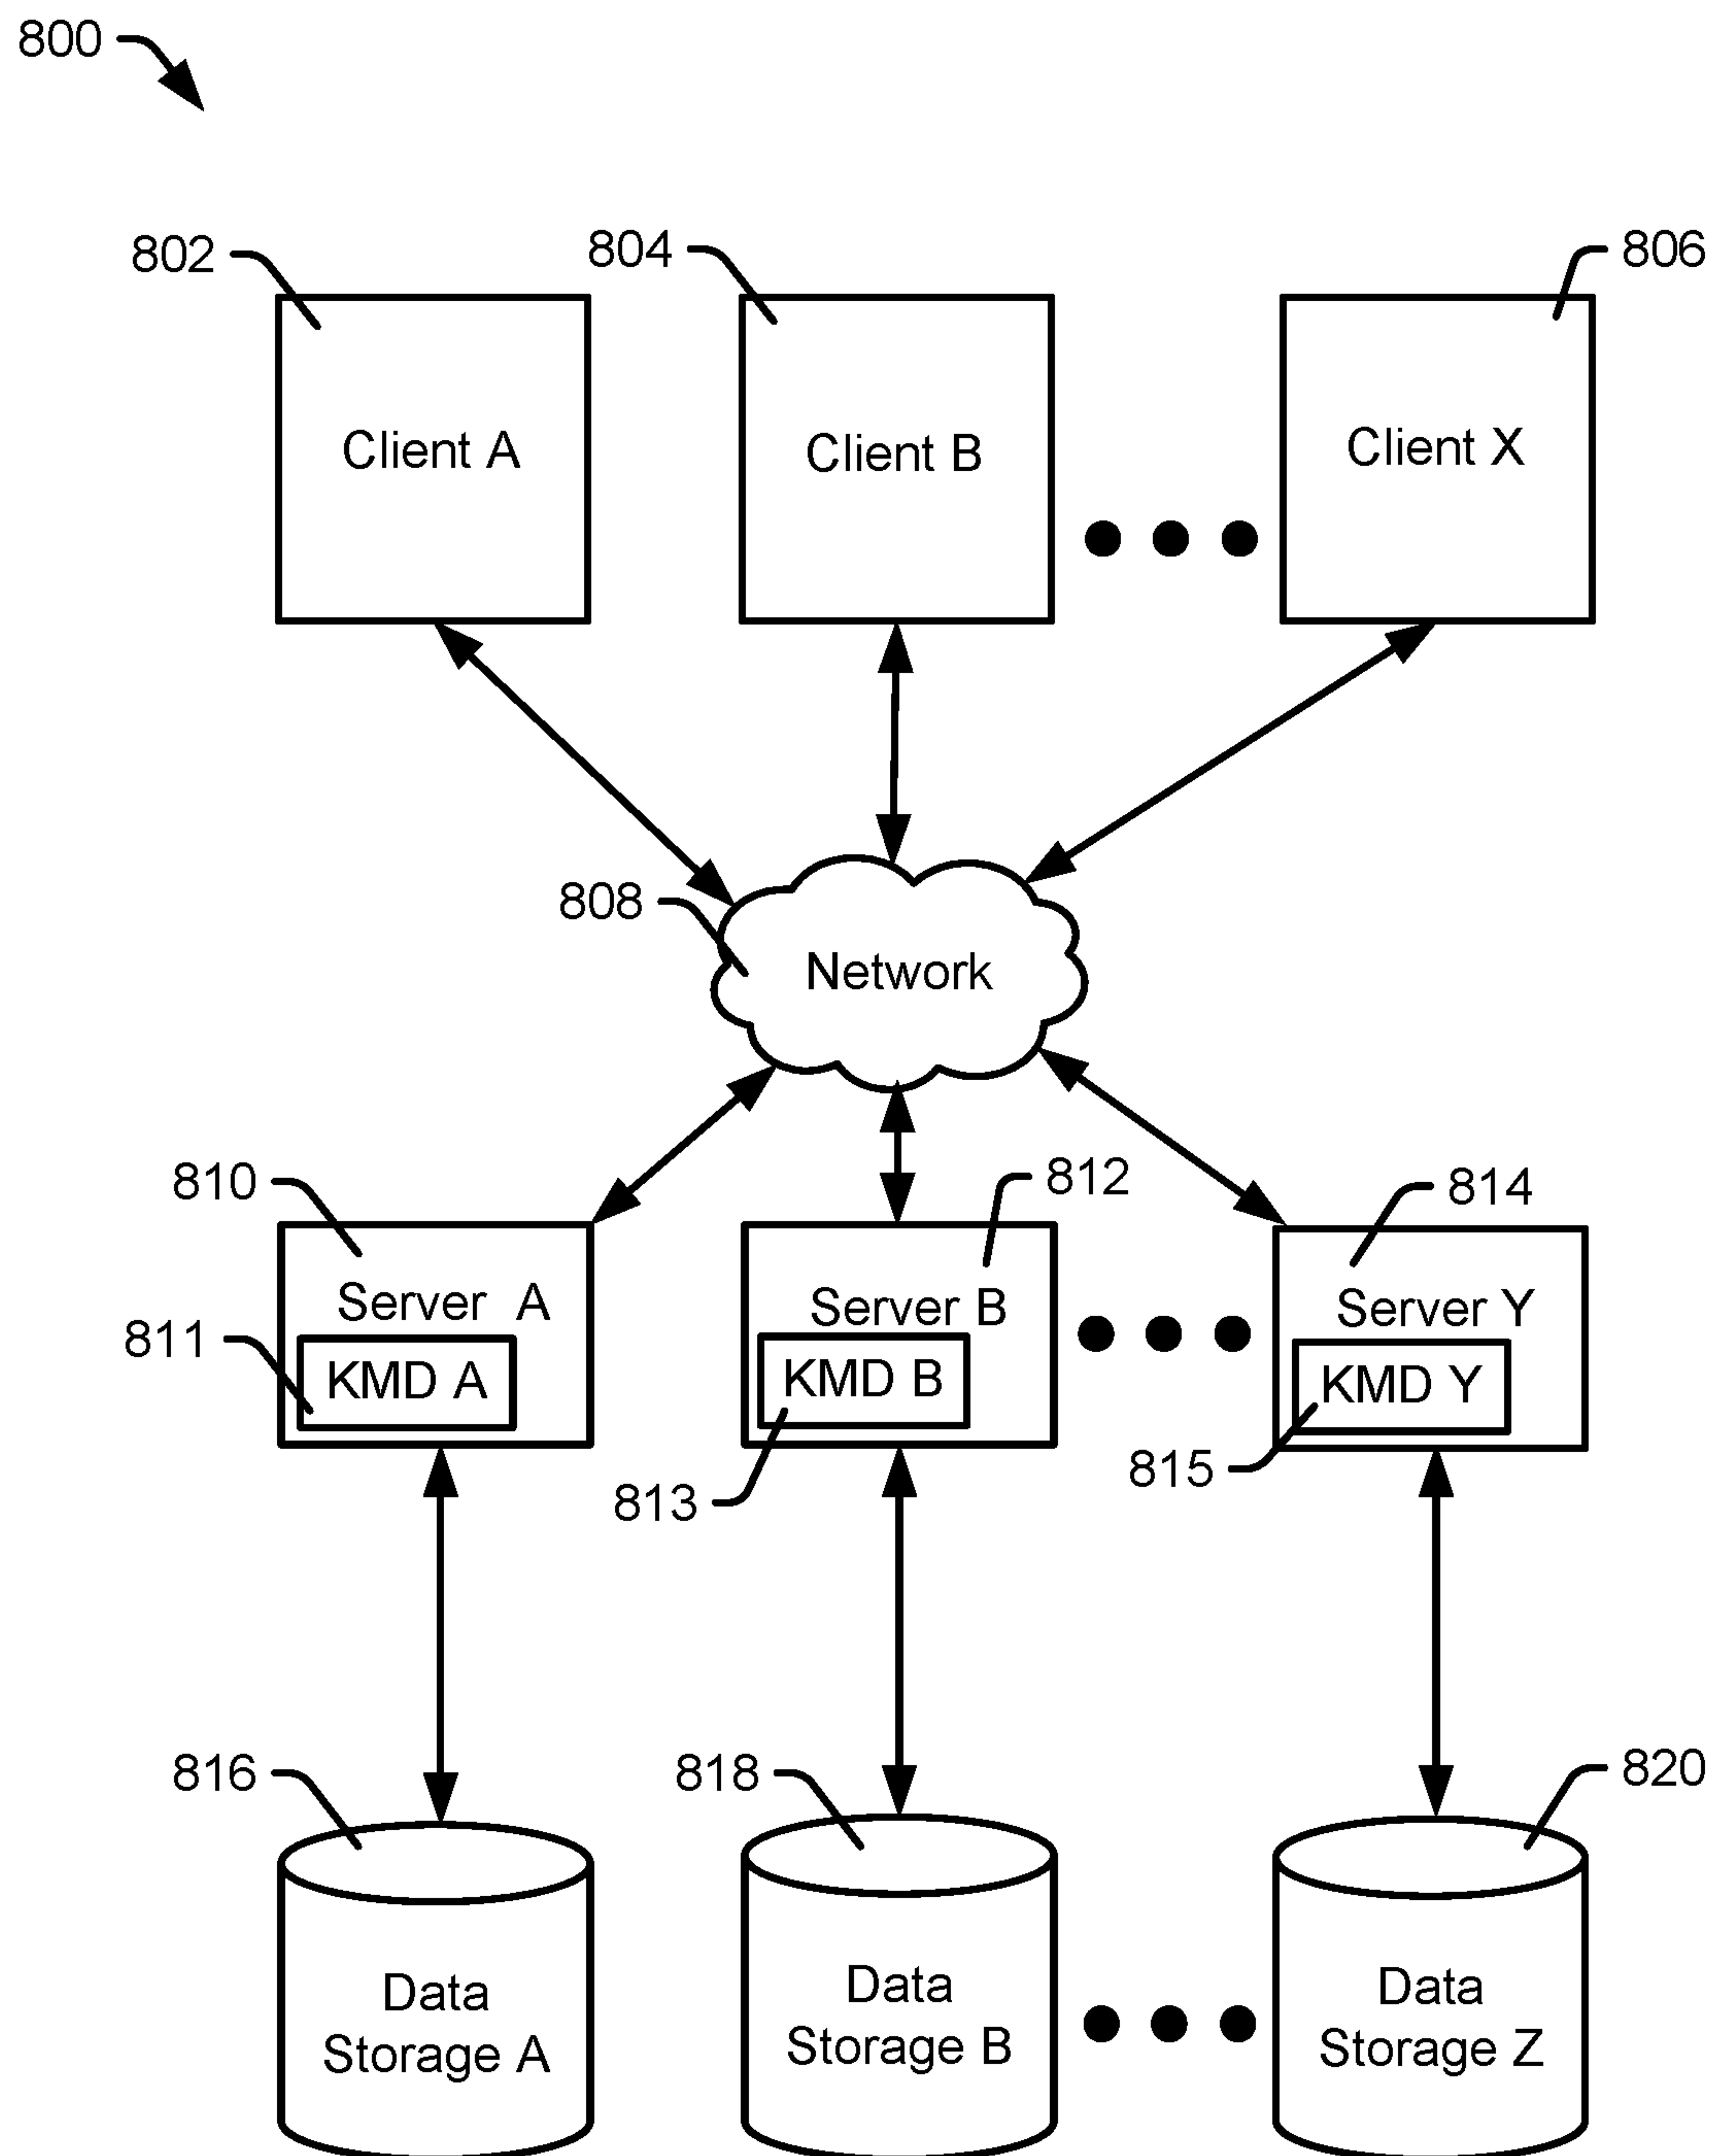 800
802
804
806
Client A
Client B
Client X
808
Network
810
812
814
Server A
Server B
Server Y
811
KMD A
KMD B
KMD Y
813
815
816
818
820
Data
Storage A
Data
Storage B
Data
Storage Z